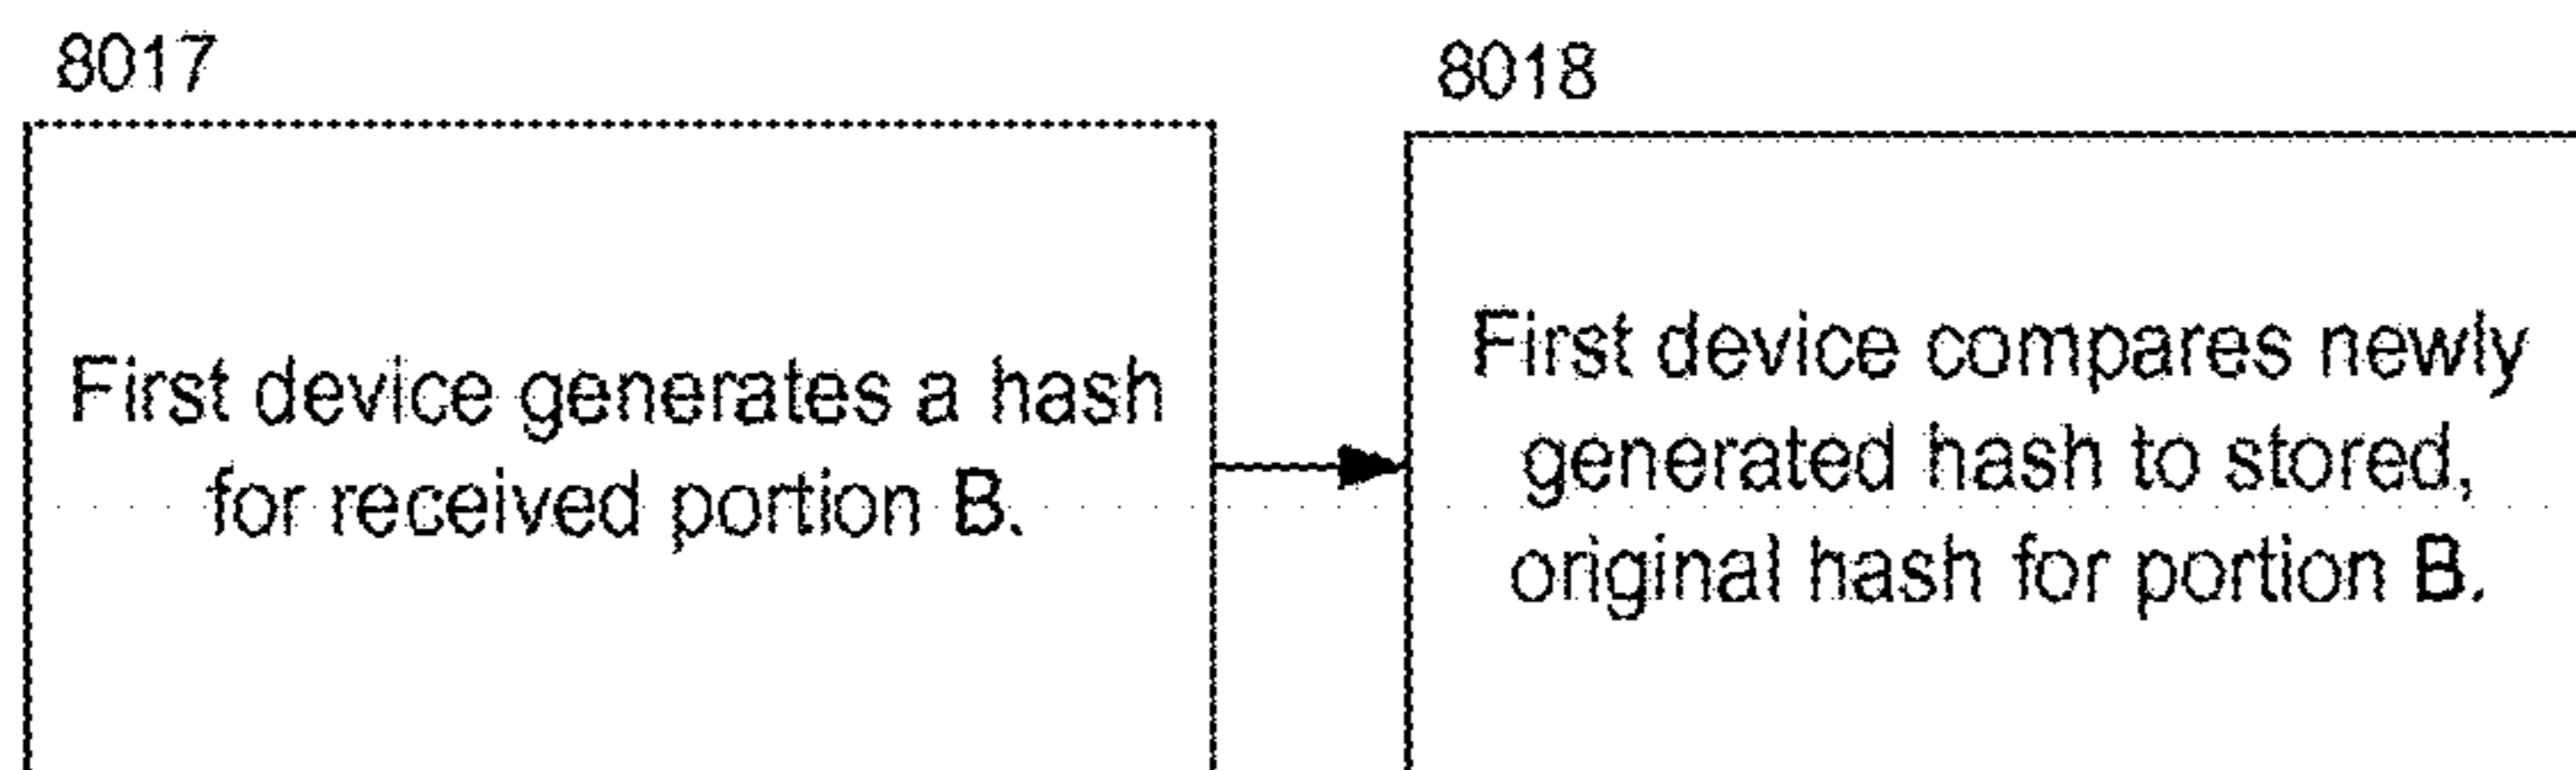 8017
First device generates a hash
for received portion B.
8018
First device compares newly
generated hash to stored,
original hash for portion B.